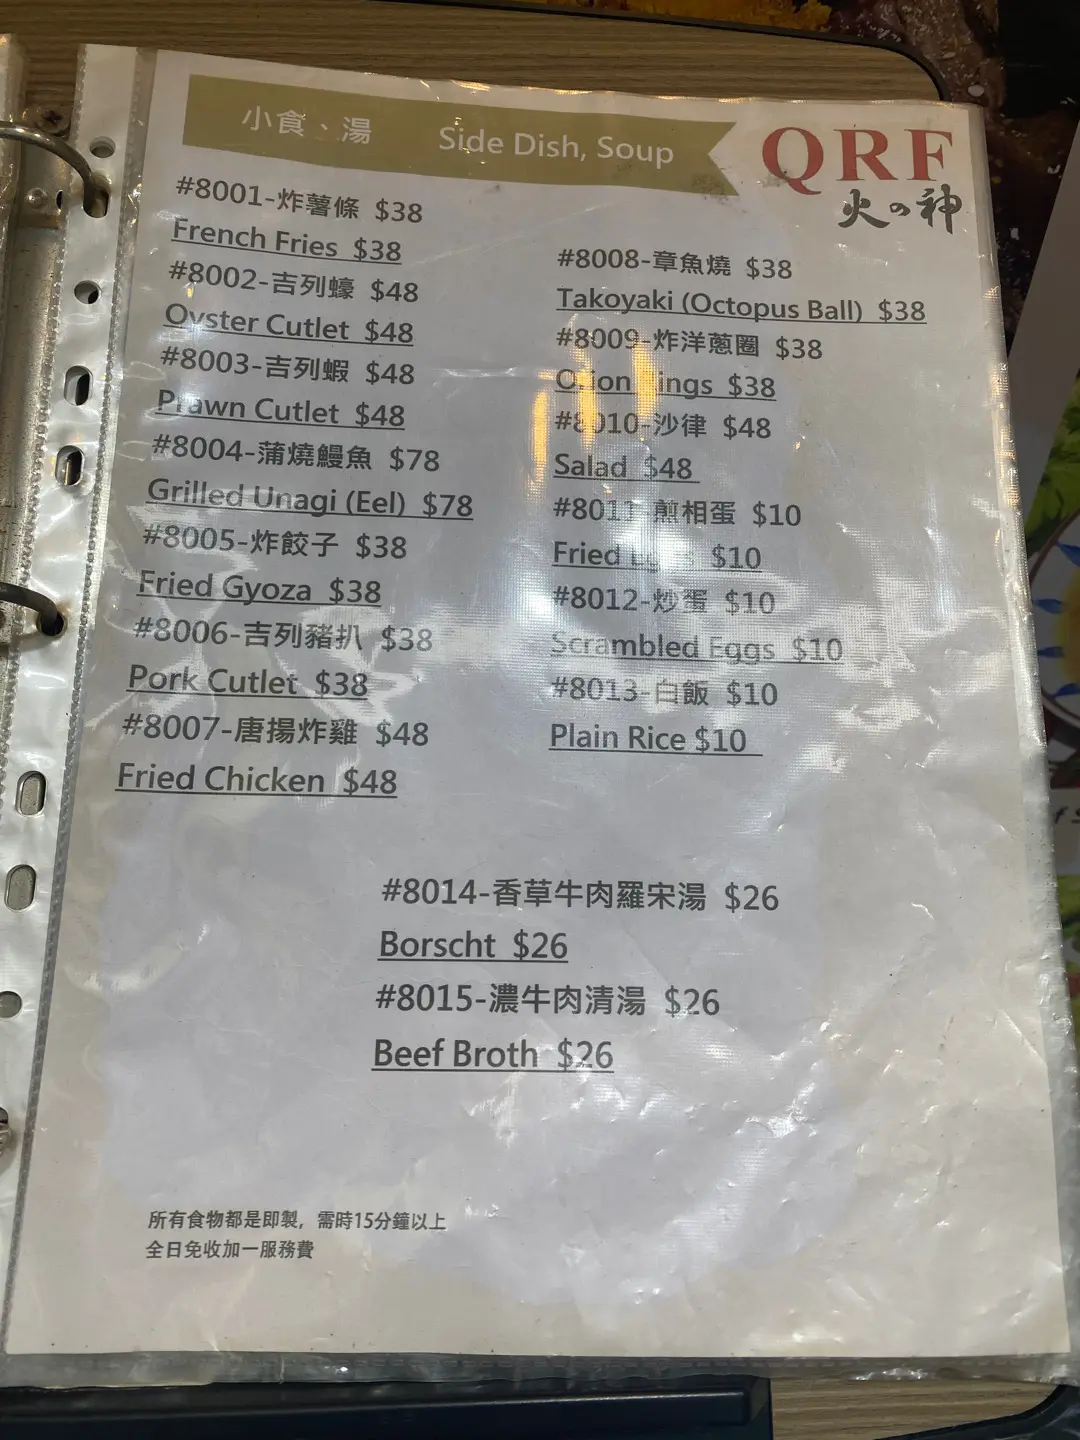 小食、湯 Side Dish, Soup
QRF
火の神
#8001-炸薯條 $38
French Fries $38
#8002-吉列蠔 $48
Oyster Cutlet $48
#8003-吉列蝦 $48
Prawn Cutlet $48
#8004-蒲燒鰻魚 $78
Grilled Unagi (Eel) $78
#8005-炸餃子 $38
Fried Gyoza $38
#8006-吉列豬扒 $38
Pork Cutlet $38
#8007-唐揚炸雞 $48
Fried Chicken $48
#8008-章魚燒 $38
Takoyaki (Octopus Ball) $38
#8009-炸洋蔥圈 $38
Onion Rings $38
#8010-沙律 $48
Salad $48
#8011-煎相蛋 $10
Fried Eggs $10
#8012-炒蛋 $10
Scrambled Eggs $10
#8013-白飯 $10
Plain Rice $10
#8014-香草牛肉羅宋湯 $26
Borscht $26
#8015-濃牛肉清湯 $26
Beef Broth $26
所有食物都是即製，需時15分鐘以上
全日免收加一服務費